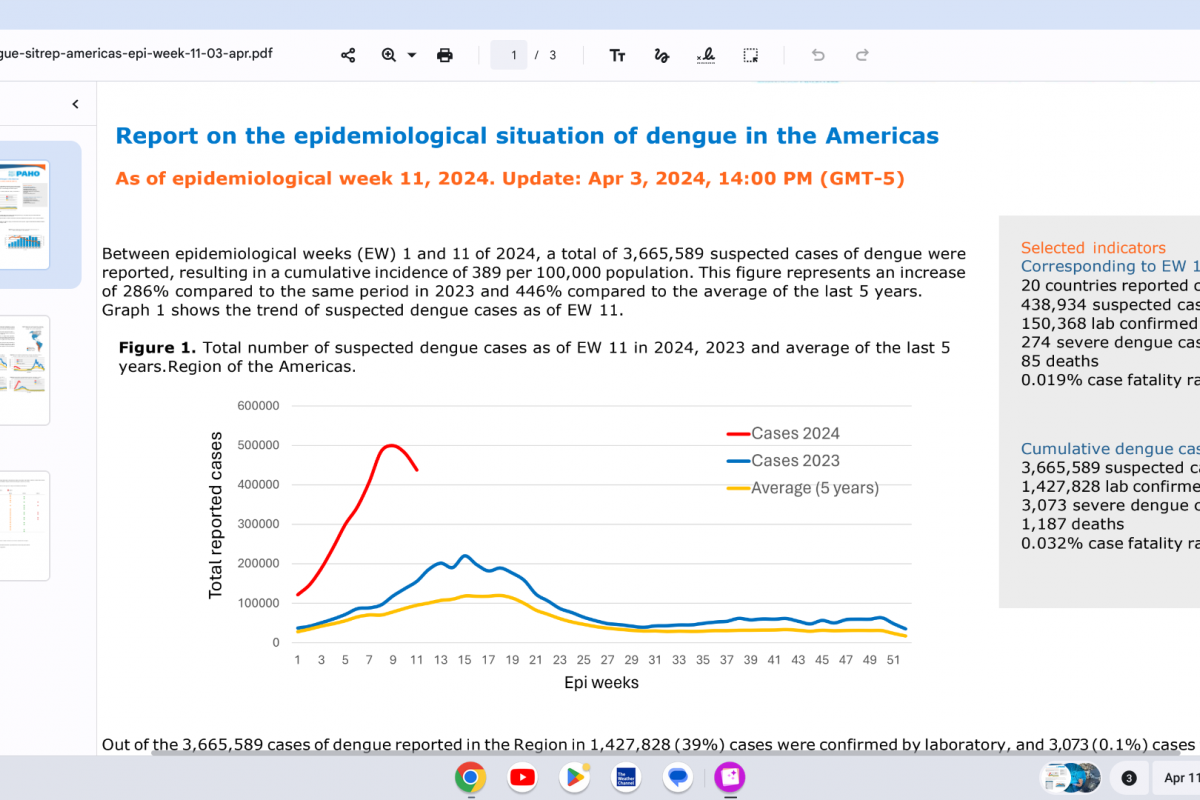 gue-sitrep-americas-epi-week-11-03-apr.pdf
1 / 3
PAHO
Report on the epidemiological situation of dengue in the Americas
As of epidemiological week 11, 2024. Update: Apr 3, 2024, 14:00 PM (GMT-5)
Between epidemiological weeks (EW) 1 and 11 of 2024, a total of 3,665,589 suspected cases of dengue were
reported, resulting in a cumulative incidence of 389 per 100,000 population. This figure represents an increase
of 286% compared to the same period in 2023 and 446% compared to the average of the last 5 years.
Graph 1 shows the trend of suspected dengue cases as of EW 11.
Figure 1. Total number of suspected dengue cases as of EW 11 in 2024, 2023 and average of the last 5
years.Region of the Americas.
600000
500000
400000
300000
200000
100000
0
Total reported cases
Cases 2024
Cases 2023
Average (5 years)
1 3 5 7 9 11 13 15 17 19 21 23 25 27 29 31 33 35 37 39 41 43 45 47 49 51
Epi weeks
Selected indicators
Corresponding to EW 1
20 countries reported c
438,934 suspected cas
150,368 lab confirmed
274 severe dengue cas
85 deaths
0.019% case fatality ra
Cumulative dengue cas
3,665,589 suspected ca
1,427,828 lab confirme
3,073 severe dengue c
1,187 deaths
0.032% case fatality ra
Out of the 3,665,589 cases of dengue reported in the Region in 1,427,828 (39%) cases were confirmed by laboratory, and 3,073 (0.1%) cases
The Weather Channel
3
Apr 11